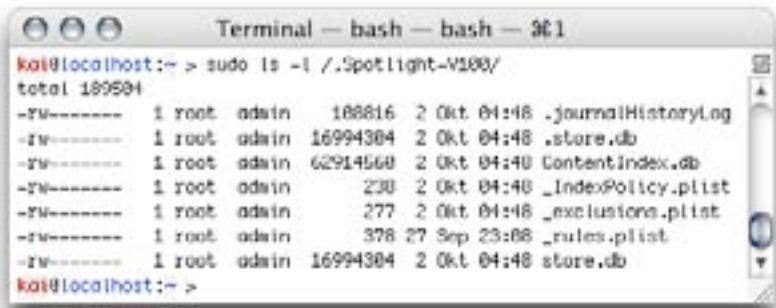 Terminal — bash — bash — ⌘1
kai@localhost:~ > sudo ls -l /.Spotlight-V100/
total 189504
-rw------- 1 root admin 108816 2 Okt 04:48 .journalHistoryLog
-rw------- 1 root admin 16994304 2 Okt 04:48 .store.db
-rw------- 1 root admin 62914560 2 Okt 04:48 ContentIndex.db
-rw------- 1 root admin 238 2 Okt 04:48 _IndexPolicy.plist
-rw------- 1 root admin 277 2 Okt 04:48 _exclusions.plist
-rw------- 1 root admin 378 27 Sep 23:08 _rules.plist
-rw------- 1 root admin 16994304 2 Okt 04:48 store.db
kai@localhost:~ >